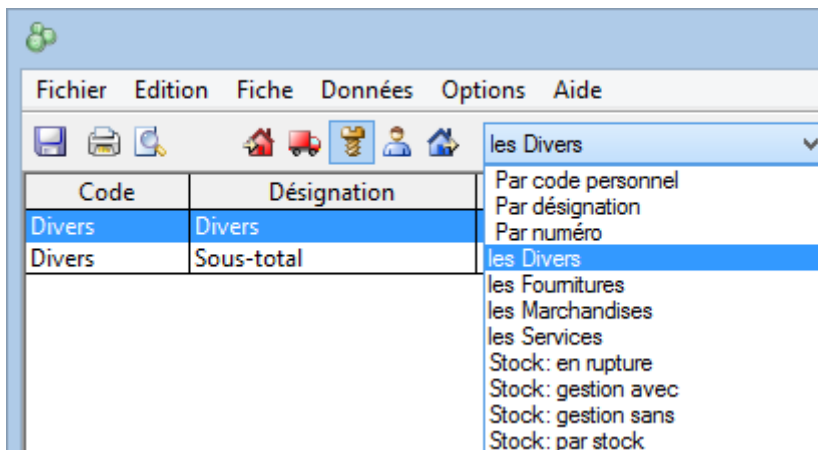 Fichier Edition Fiche Données Options Aide
les Divers
Code Désignation
Par code personnel
Par désignation
Par numéro
Divers Divers
Divers Sous-total
les Divers
les Fournitures
les Marchandises
les Services
Stock: en rupture
Stock: gestion avec
Stock: gestion sans
Stock: par stock